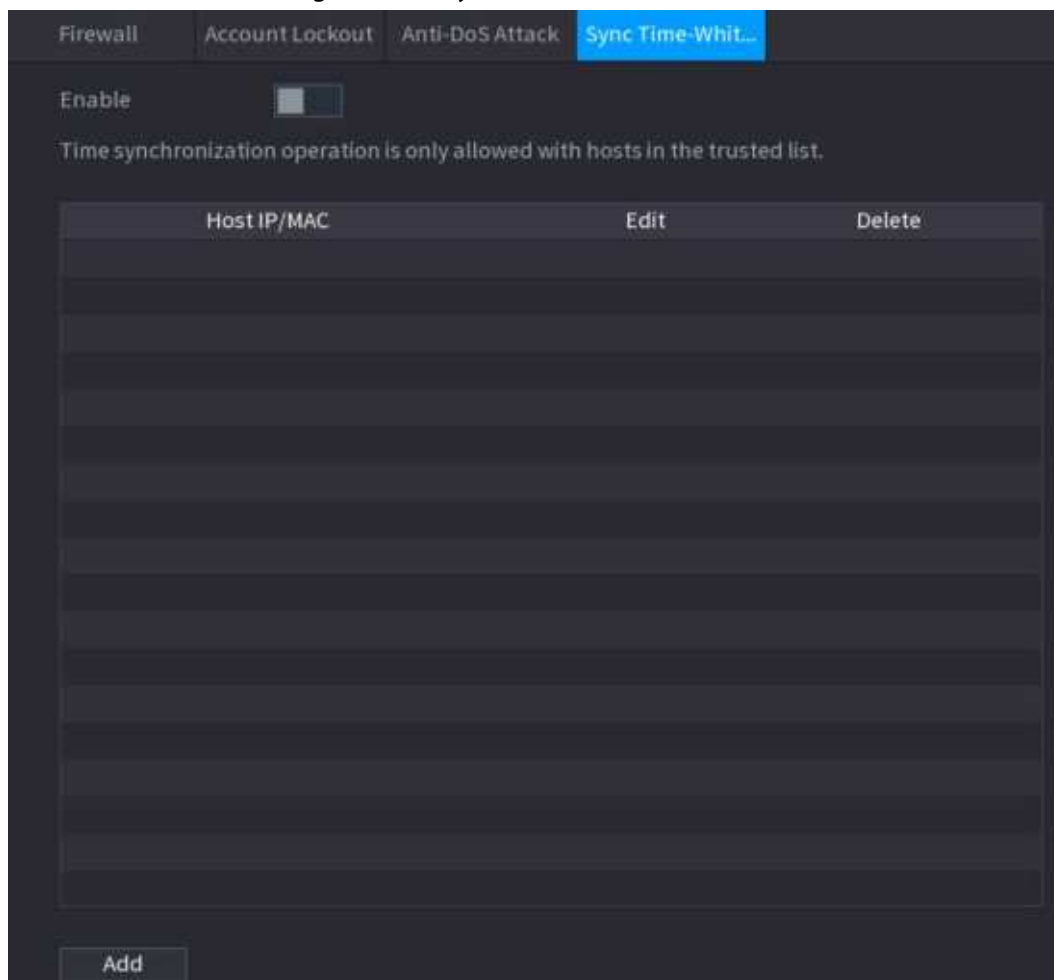 Firewall Account Lockout Anti-DoS Attack Sync Time-Whit...
Enable
Time synchronization operation is only allowed with hosts in the trusted list.
Host IP/MAC Edit Delete
Add